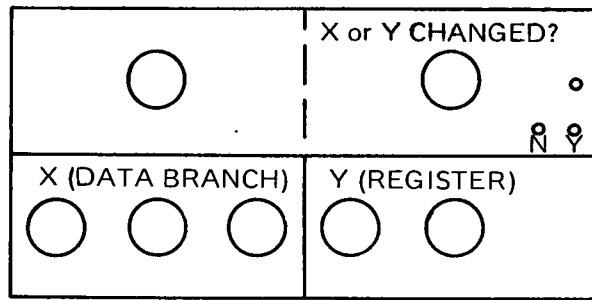 X or Y CHANGED?
N Y
X (DATA BRANCH)
Y (REGISTER)